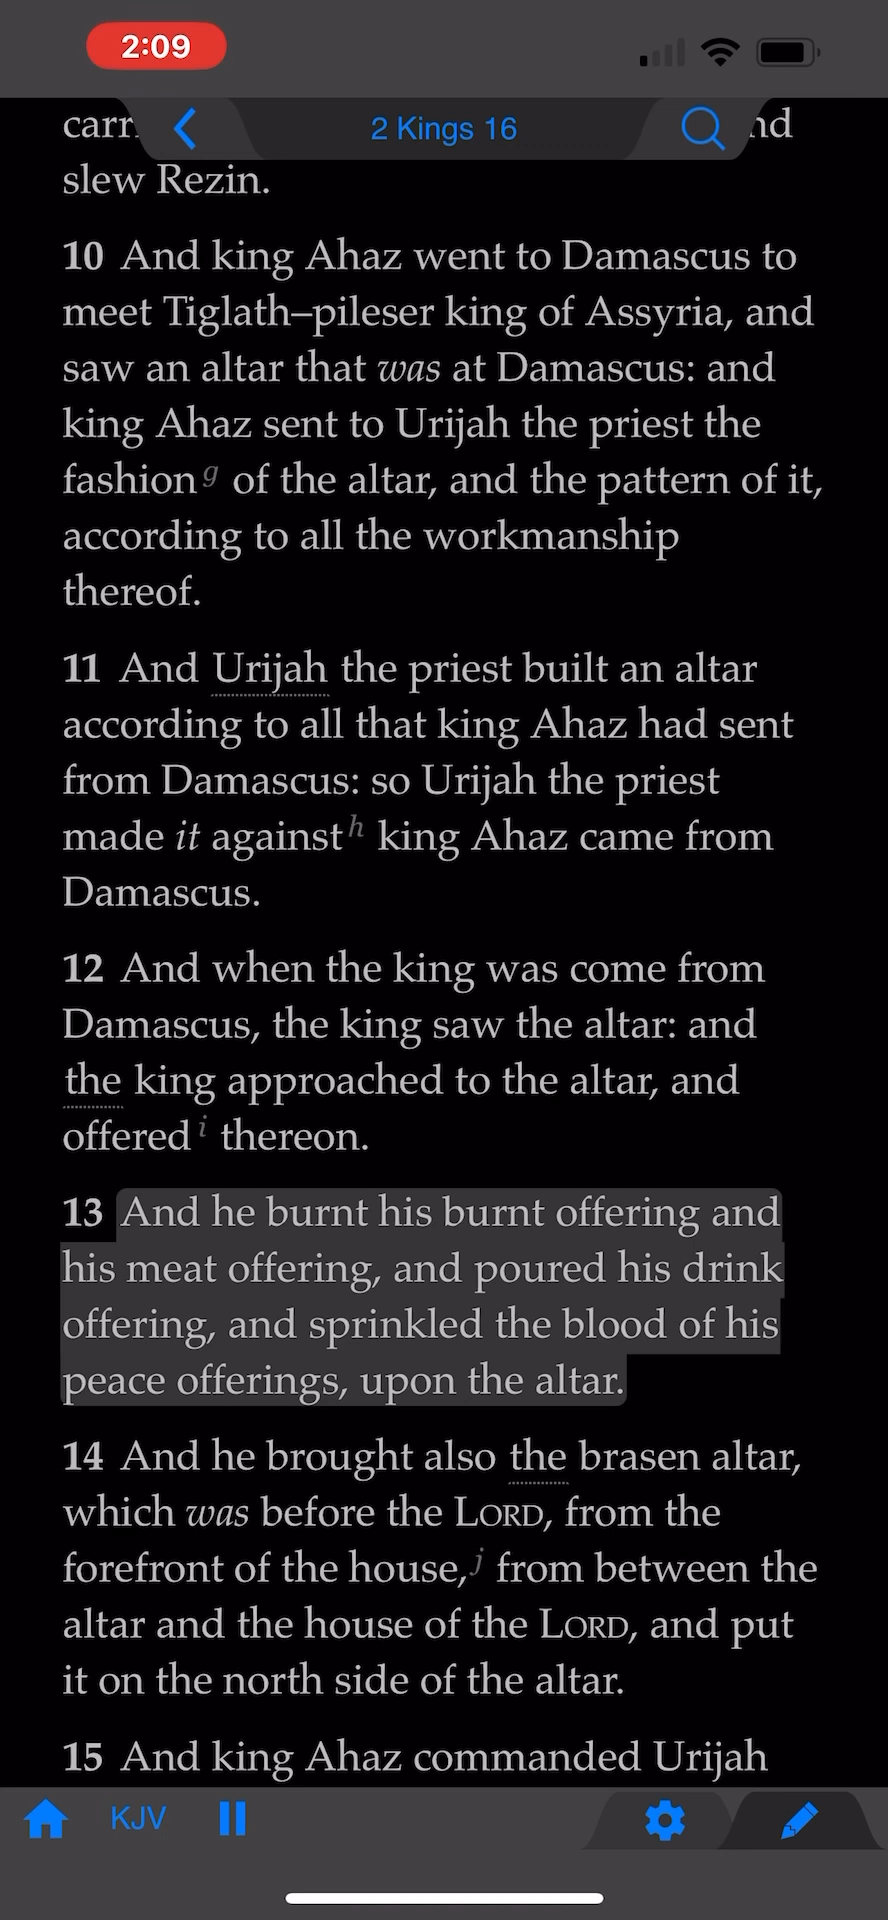 2:09
2 Kings 16
carr nd
slew Rezin.
10 And king Ahaz went to Damascus to
meet Tiglath–pileser king of Assyria, and
saw an altar that was at Damascus: and
king Ahaz sent to Urijah the priest the
fashion g of the altar, and the pattern of it,
according to all the workmanship
thereof.
11 And Urijah the priest built an altar
according to all that king Ahaz had sent
from Damascus: so Urijah the priest
made it against h king Ahaz came from
Damascus.
12 And when the king was come from
Damascus, the king saw the altar: and
the king approached to the altar, and
offered i thereon.
13 And he burnt his burnt offering and
his meat offering, and poured his drink
offering, and sprinkled the blood of his
peace offerings, upon the altar.
14 And he brought also the brasen altar,
which was before the LORD, from the
forefront of the house, j from between the
altar and the house of the LORD, and put
it on the north side of the altar.
15 And king Ahaz commanded Urijah
KJV